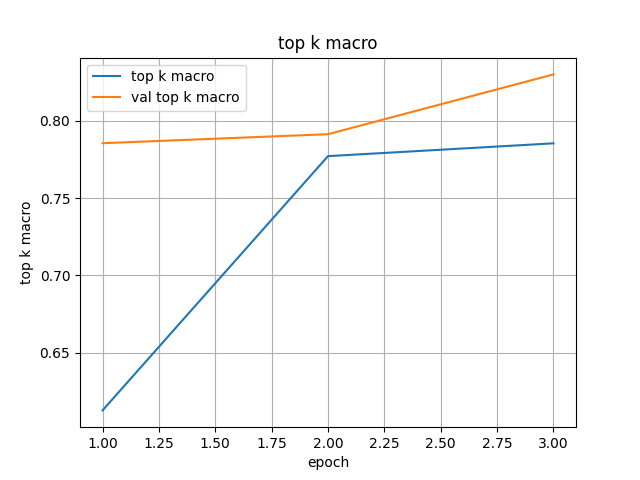 top k macro
top k macro
val top k macro
0.80
0.75
0.70
0.65
top k macro
1.00 1.25 1.50 1.75 2.00 2.25 2.50 2.75 3.00
epoch